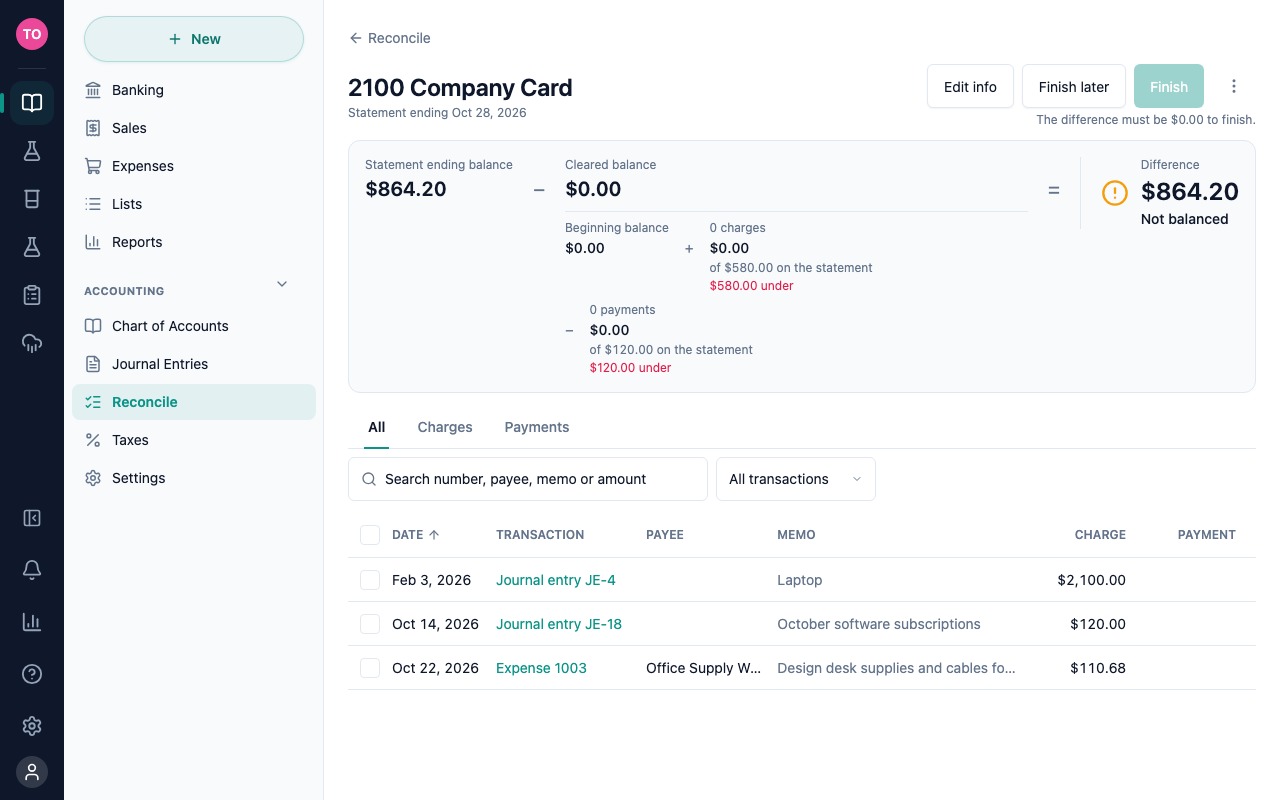 TO
New
Banking
Sales
Expenses
Lists
Reports
ACCOUNTING
Chart of Accounts
Journal Entries
Reconcile
Taxes
Settings
Reconcile
2100 Company Card
Statement ending Oct 28, 2026
Edit info
Finish later
Finish
The difference must be $0.00 to finish.
Statement ending balance
$864.20
–
Cleared balance
$0.00
=
Difference
$864.20
Not balanced
Beginning balance
$0.00
+
0 charges
$0.00
of $580.00 on the statement
$580.00 under
–
0 payments
$0.00
of $120.00 on the statement
$120.00 under
All Charges Payments
Search number, payee, memo or amount
All transactions
DATE TRANSACTION PAYEE MEMO CHARGE PAYMENT
Feb 3, 2026 Journal entry JE-4 Laptop $2,100.00
Oct 14, 2026 Journal entry JE-18 October software subscriptions $120.00
Oct 22, 2026 Expense 1003 Office Supply W... Design desk supplies and cables fo... $110.68